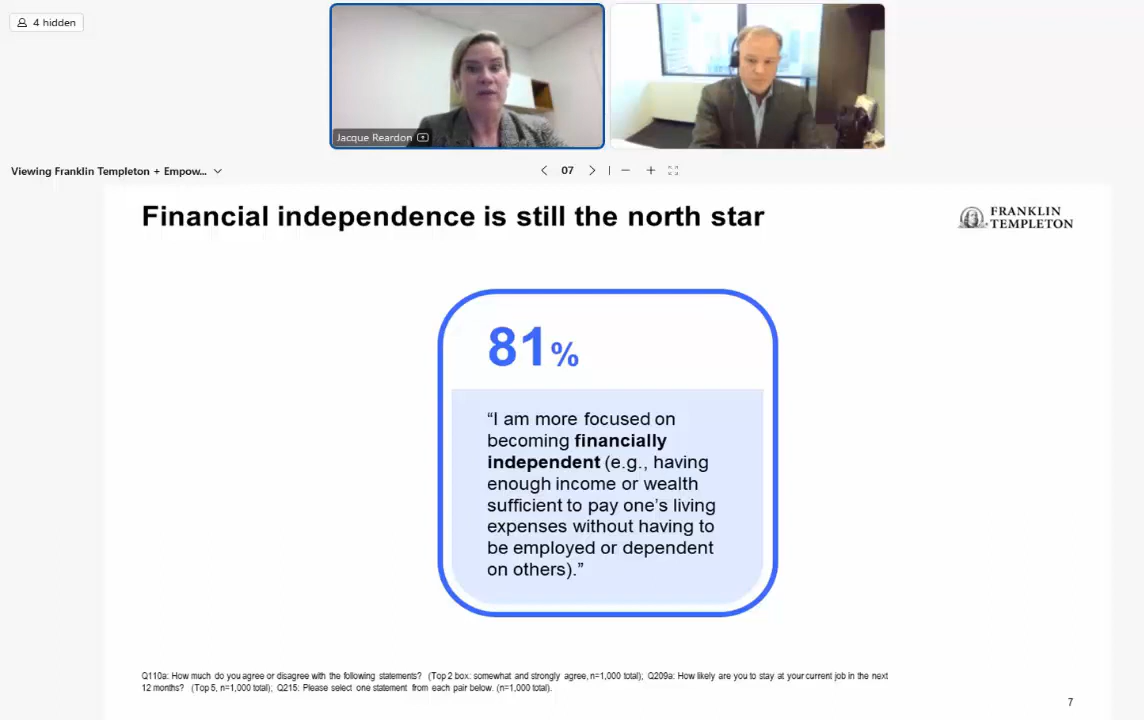 4 hidden
Jacque Reardon
Viewing Franklin Templeton + Empow...
07
Financial independence is still the north star
FRANKLIN
TEMPLETON
81%
“I am more focused on
becoming financially
independent (e.g., having
enough income or wealth
sufficient to pay one’s living
expenses without having to
be employed or dependent
on others).”
Q110a: How much do you agree or disagree with the following statements? (Top 2 box: somewhat and strongly agree, n=1,000 total); Q209a: How likely are you to stay at your current job in the next
12 months? (Top 5, n=1,000 total); Q215: Please select one statement from each pair below. (n=1,000 total).
7